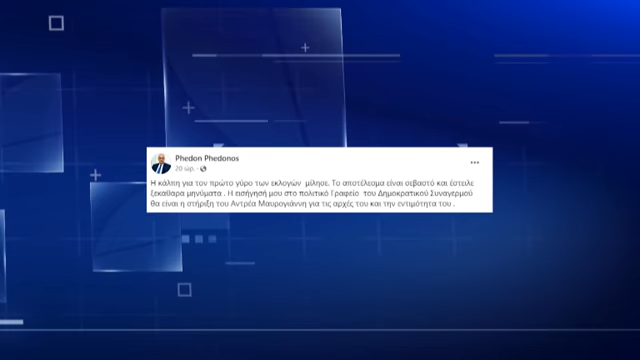 Phedon Phedonos
20 ώρ. ·
Η κάλπη για τον πρώτο γύρο των εκλογών μίλησε. Το αποτέλεσμα είναι σεβαστό και έστειλε
ξεκάθαρα μηνύματα . Η εισήγησή μου στο πολιτικό Γραφείο του Δημοκρατικού Συναγερμού
θα είναι η στήριξη του Αντρέα Μαυρογιάννη για τις αρχές του και την εντιμότητα του .